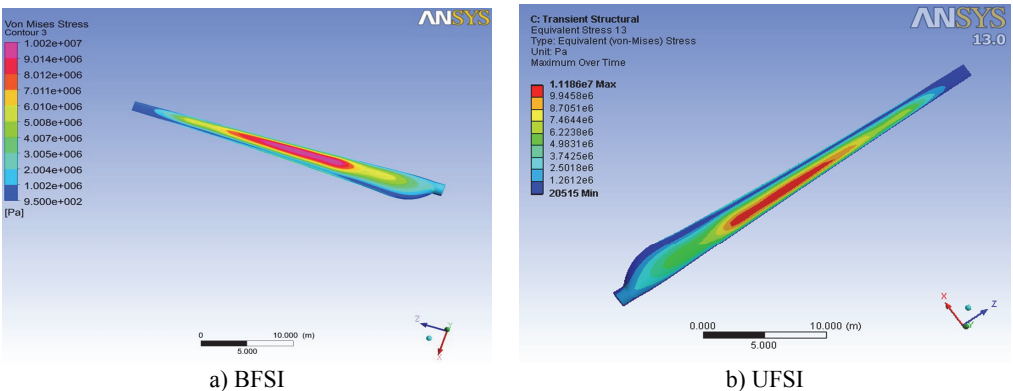 Von Mises Stress
Contour 3
1.002e+007
9.014e+006
8.012e+006
7.011e+006
6.010e+006
5.008e+006
4.007e+006
3.005e+006
2.004e+006
1.002e+006
9.500e+002
[Pa]
ANSYS
Z
Y
X
0 10.000 (m)
5.000
a) BFSI
C: Transient Structural
Equivalent Stress 13
Type: Equivalent (von-Mises) Stress
Unit: Pa
Maximum Over Time
1.1186e7 Max
9.9458e6
8.7051e6
7.4644e6
6.2238e6
4.9831e6
3.7425e6
2.5018e6
1.2612e6
20515 Min
ANSYS
13.0
X
Z
Y
0.000 10.000 (m)
5.000
b) UFSI